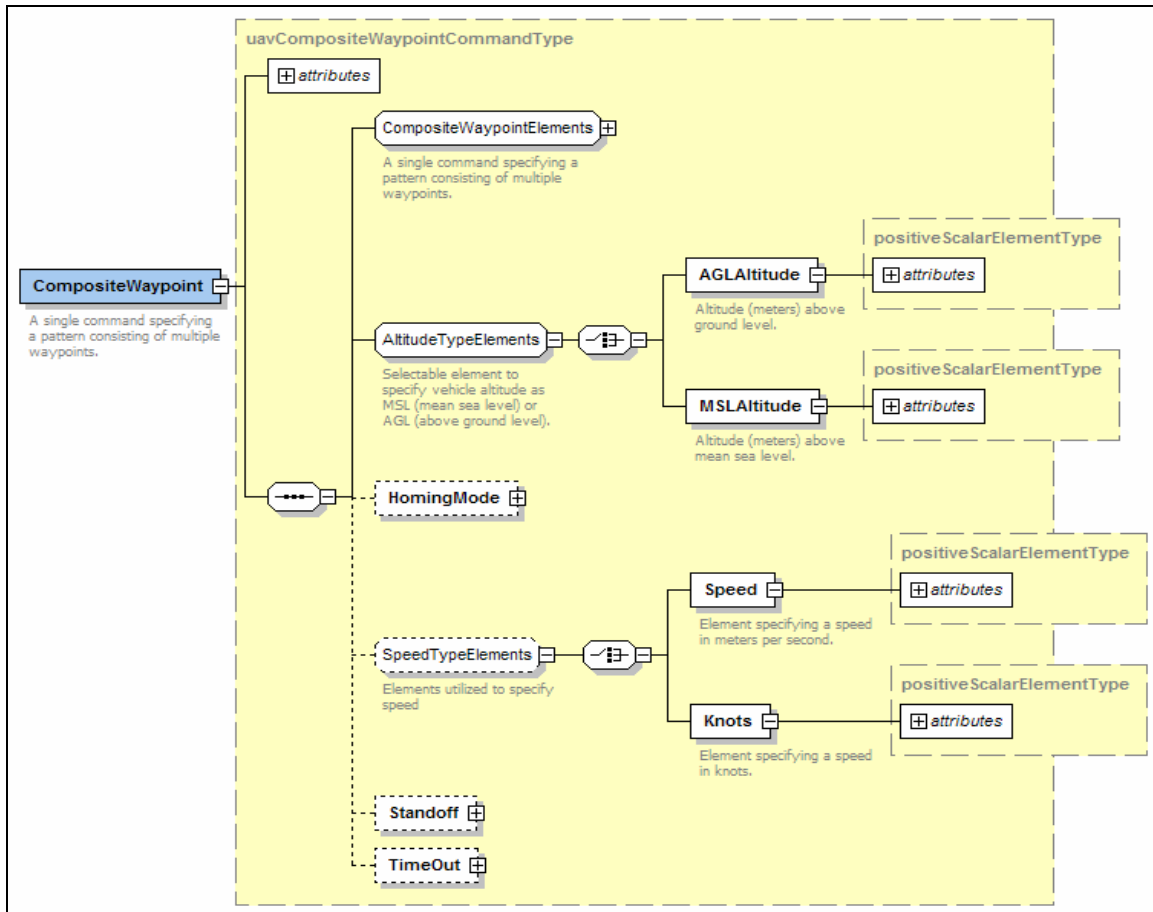 uavCompositeWaypointCommandType
attributes
CompositeWaypointElements
A single command specifying a
pattern consisting of multiple
waypoints.
positiveScalarElementType
AGLAltitude
attributes
Altitude (meters) above
ground level.
CompositeWaypoint
A single command specifying
a pattern consisting of multiple
waypoints.
AltitudeTypeElements
Selectable element to
specify vehicle altitude as
MSL (mean sea level) or
AGL (above ground level).
positiveScalarElementType
MSLAltitude
attributes
Altitude (meters) above
mean sea level.
HomingMode
positiveScalarElementType
Speed
attributes
Element specifying a speed
in meters per second.
SpeedTypeElements
Elements utilized to specify
speed
positiveScalarElementType
Knots
attributes
Element specifying a speed
in knots.
Standoff
TimeOut